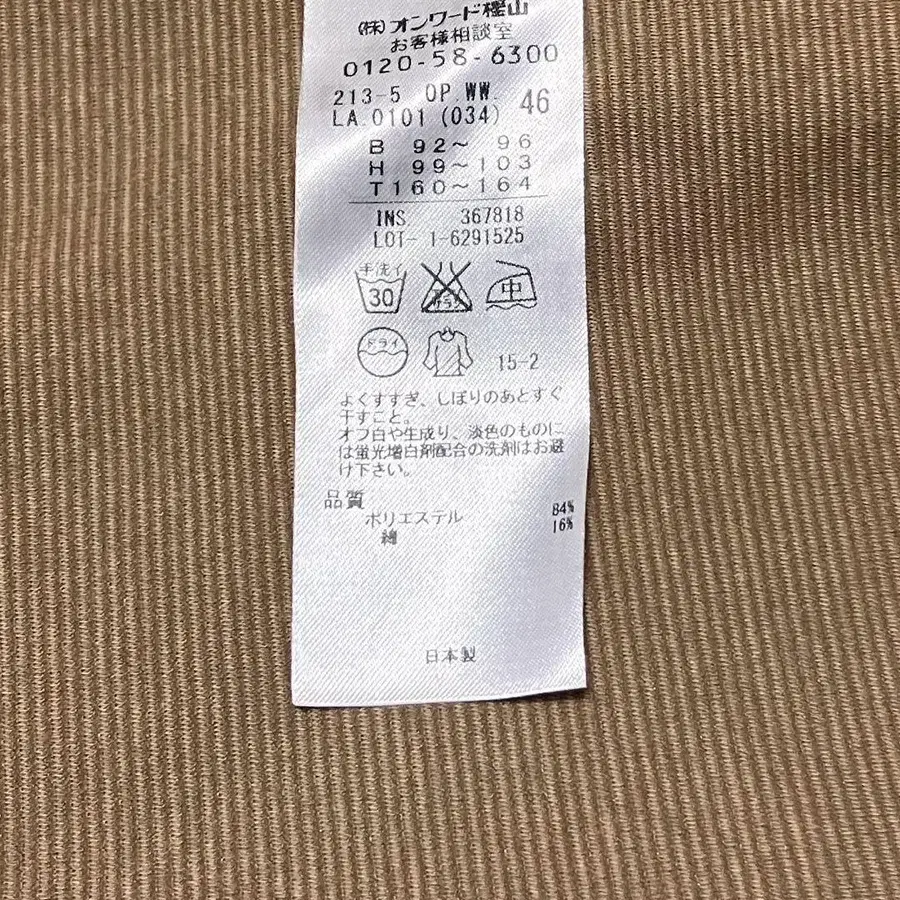 (株)オンワード樫山
お客様相談室
0120-58-6300
213-5 OP WW
LA 0101 (034) 46
B 92～ 96
H 99～103
T160～164
INS 367818
LOT- 1-6291525
手洗イ 30 中
ドライ 15-2
よくすすぎ、しぼりのあとすぐ
干すこと。
オフ白や生成り、淡色のものに
は蛍光増白剤配合の洗剤はお避
け下さい。
品質
ポリエステル 84%
綿 16%
日本製